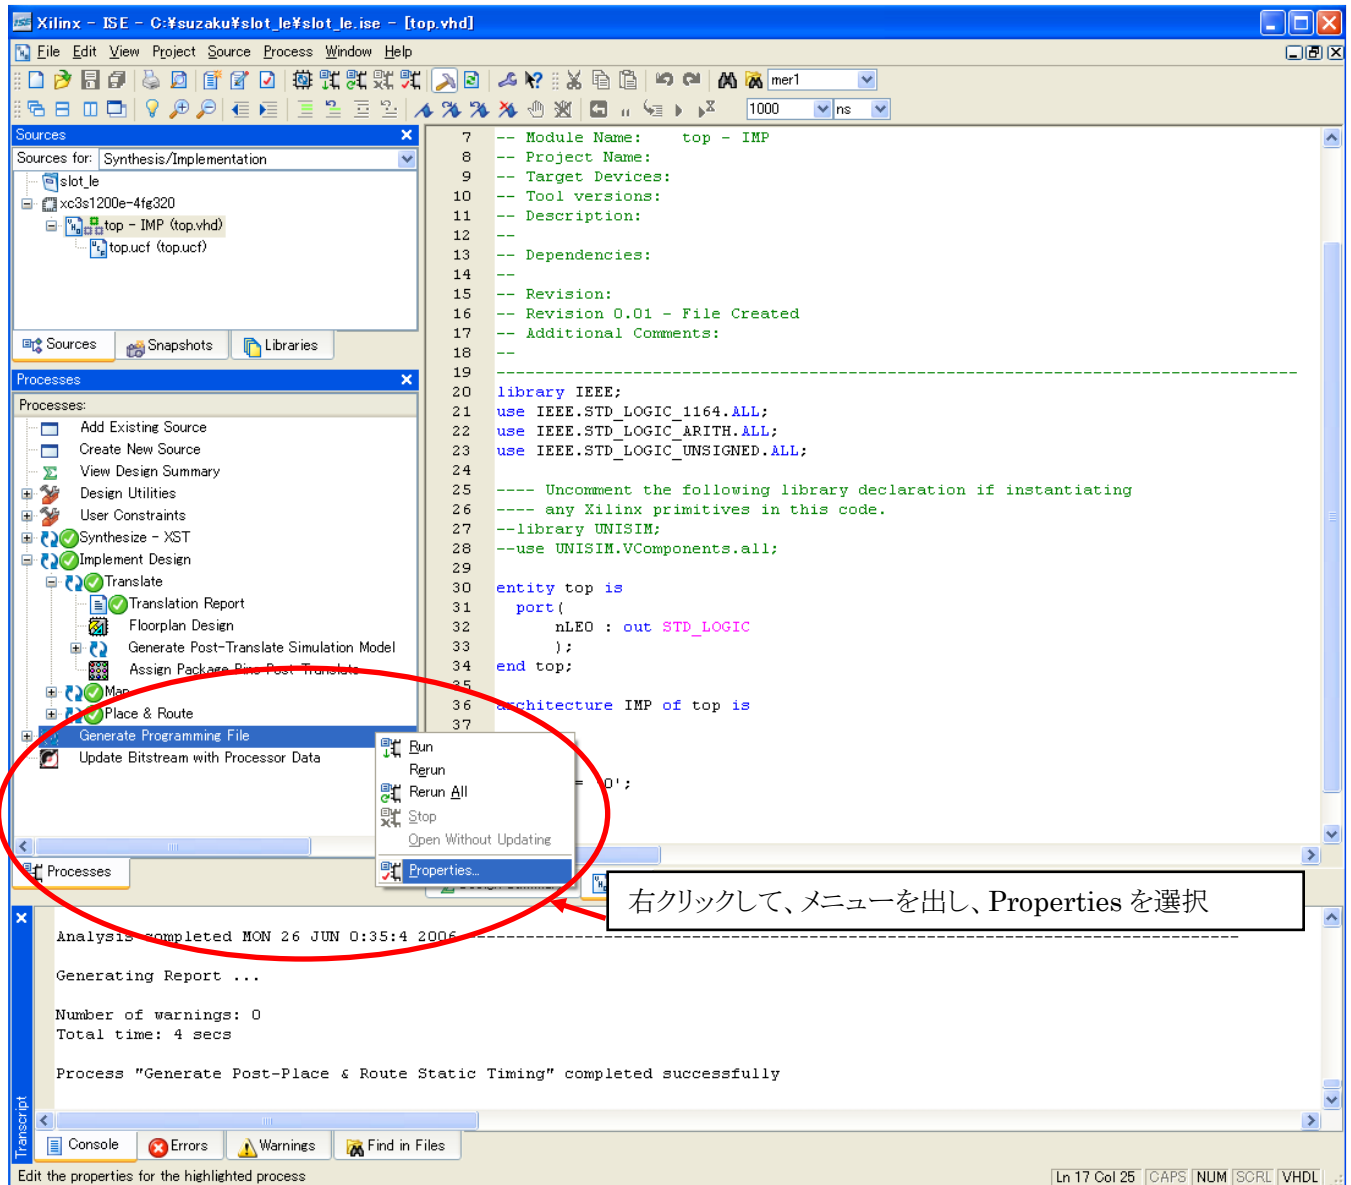 Xilinx - ISE - C:¥suzaku¥slot_le¥slot_le.ise - [top.vhd]
File Edit View Project Source Process Window Help
mer1
1000 ns
Sources
Sources for: Synthesis/Implementation
slot_le
xc3s1200e-4fg320
top - IMP (top.vhd)
top.ucf (top.ucf)
Sources Snapshots Libraries
Processes
Processes:
Add Existing Source
Create New Source
View Design Summary
Design Utilities
User Constraints
Synthesize - XST
Implement Design
Translate
Translation Report
Floorplan Design
Generate Post-Translate Simulation Model
Assign Package Pins Post-Translate
Map
Place & Route
Generate Programming File
Update Bitstream with Processor Data
Processes
Run
Rerun
Rerun All
Stop
Open Without Updating
Properties...
7 -- Module Name: top - IMP
8 -- Project Name:
9 -- Target Devices:
10 -- Tool versions:
11 -- Description:
12 --
13 -- Dependencies:
14 --
15 -- Revision:
16 -- Revision 0.01 - File Created
17 -- Additional Comments:
18 --
19 --------------------------------------------------------------------------------
20 library IEEE;
21 use IEEE.STD_LOGIC_1164.ALL;
22 use IEEE.STD_LOGIC_ARITH.ALL;
23 use IEEE.STD_LOGIC_UNSIGNED.ALL;
24
25 ---- Uncomment the following library declaration if instantiating
26 ---- any Xilinx primitives in this code.
27 --library UNISIM;
28 --use UNISIM.VComponents.all;
29
30 entity top is
31 port(
32 nLE0 : out STD_LOGIC
33 );
34 end top;
35
36 architecture IMP of top is
37
= '0';
右クリックして、メニューを出し、Properties を選択
Analysis completed MON 26 JUN 0:35:4 2006
Generating Report ...
Number of warnings: 0
Total time: 4 secs
Process "Generate Post-Place & Route Static Timing" completed successfully
Transcript
Console Errors Warnings Find in Files
Edit the properties for the highlighted process
Ln 17 Col 25 CAPS NUM SCRL VHDL